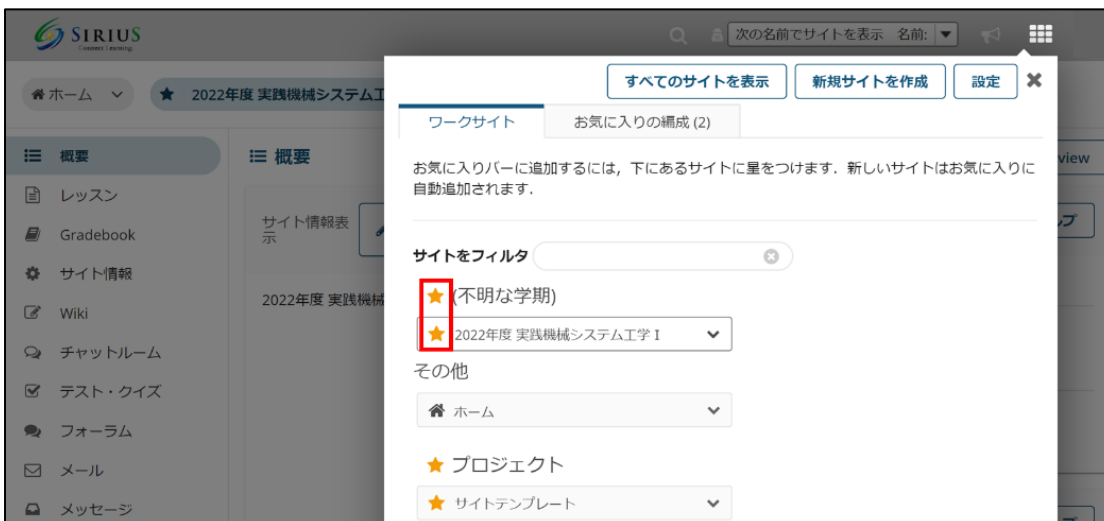 SIRIUS
Connect Learning.
次の名前でサイトを表示 名前:
ホーム
2022年度 実践機械システム工
すべてのサイトを表示
新規サイトを作成
設定
ワークサイト
お気に入りの編成 (2)
概要
レッスン
Gradebook
サイト情報
Wiki
チャットルーム
テスト・クイズ
フォーラム
メール
メッセージ
概要
view
サイト情報表
示
ルプ
2022年度 実践機械
お気に入りバーに追加するには，下にあるサイトに星をつけます．新しいサイトはお気に入りに
自動追加されます．
サイトをフィルタ
(不明な学期)
2022年度 実践機械システム工学 I
その他
ホーム
プロジェクト
サイトテンプレート